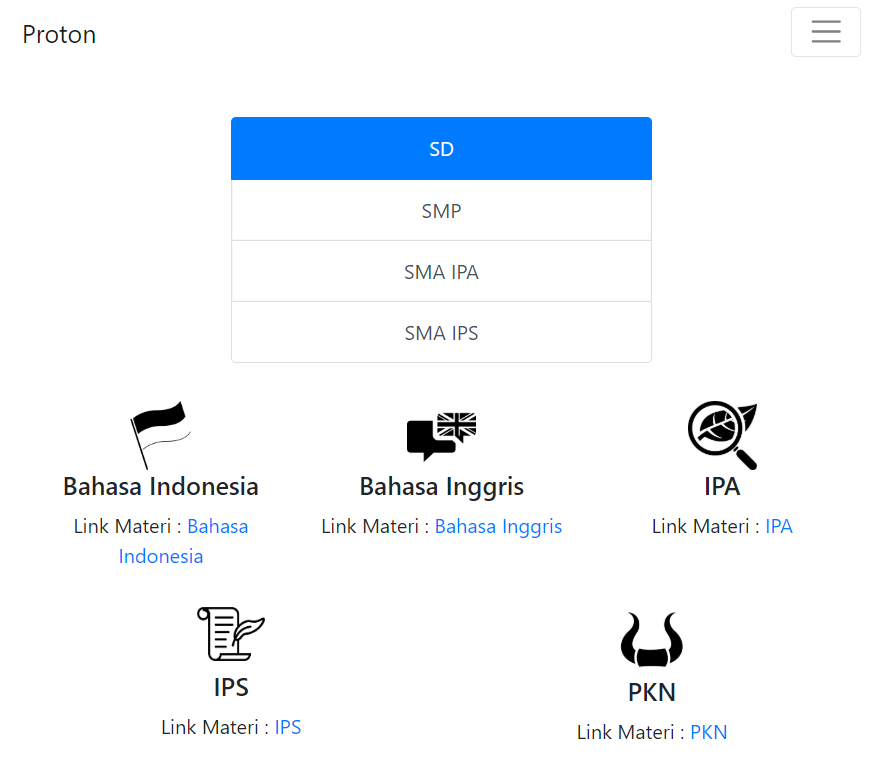 Proton
SD
SMP
SMA IPA
SMA IPS
Bahasa Indonesia
Link Materi : Bahasa
Indonesia
Bahasa Inggris
Link Materi : Bahasa Inggris
IPA
Link Materi : IPA
IPS
Link Materi : IPS
PKN
Link Materi : PKN